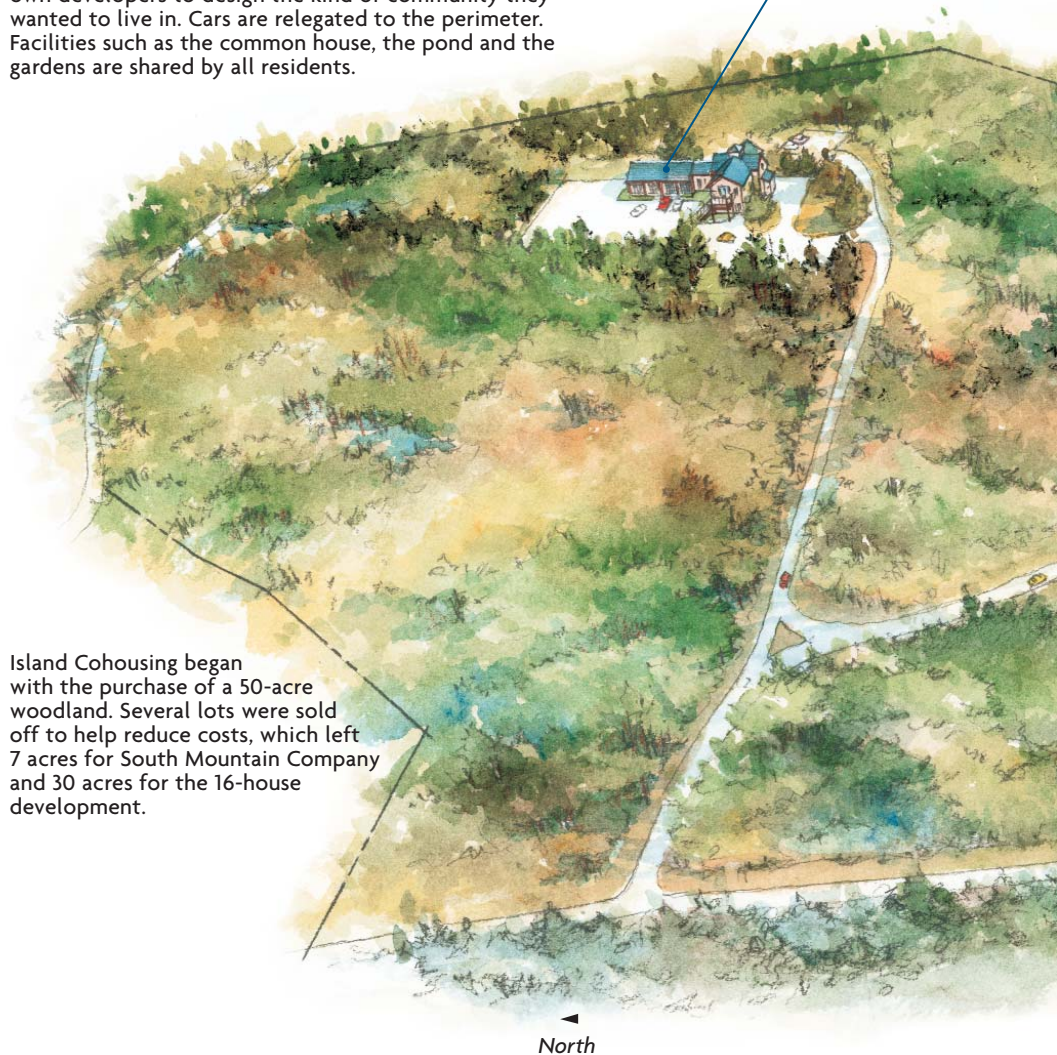 own developers to design the kind of community they
wanted to live in. Cars are relegated to the perimeter.
Facilities such as the common house, the pond and the
gardens are shared by all residents.
Island Cohousing began
with the purchase of a 50-acre
woodland. Several lots were sold
off to help reduce costs, which left
7 acres for South Mountain Company
and 30 acres for the 16-house
development.
North